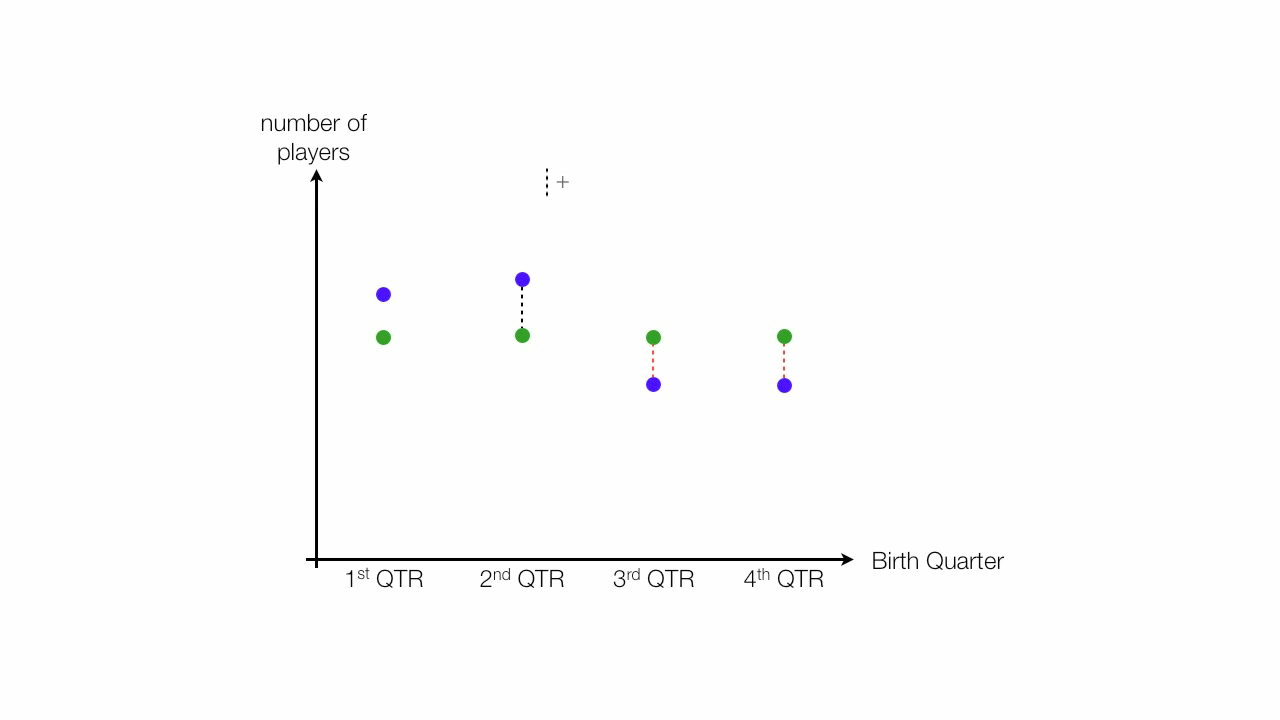 number of
players
+
Birth Quarter
1st QTR
2nd QTR
3rd QTR
4th QTR